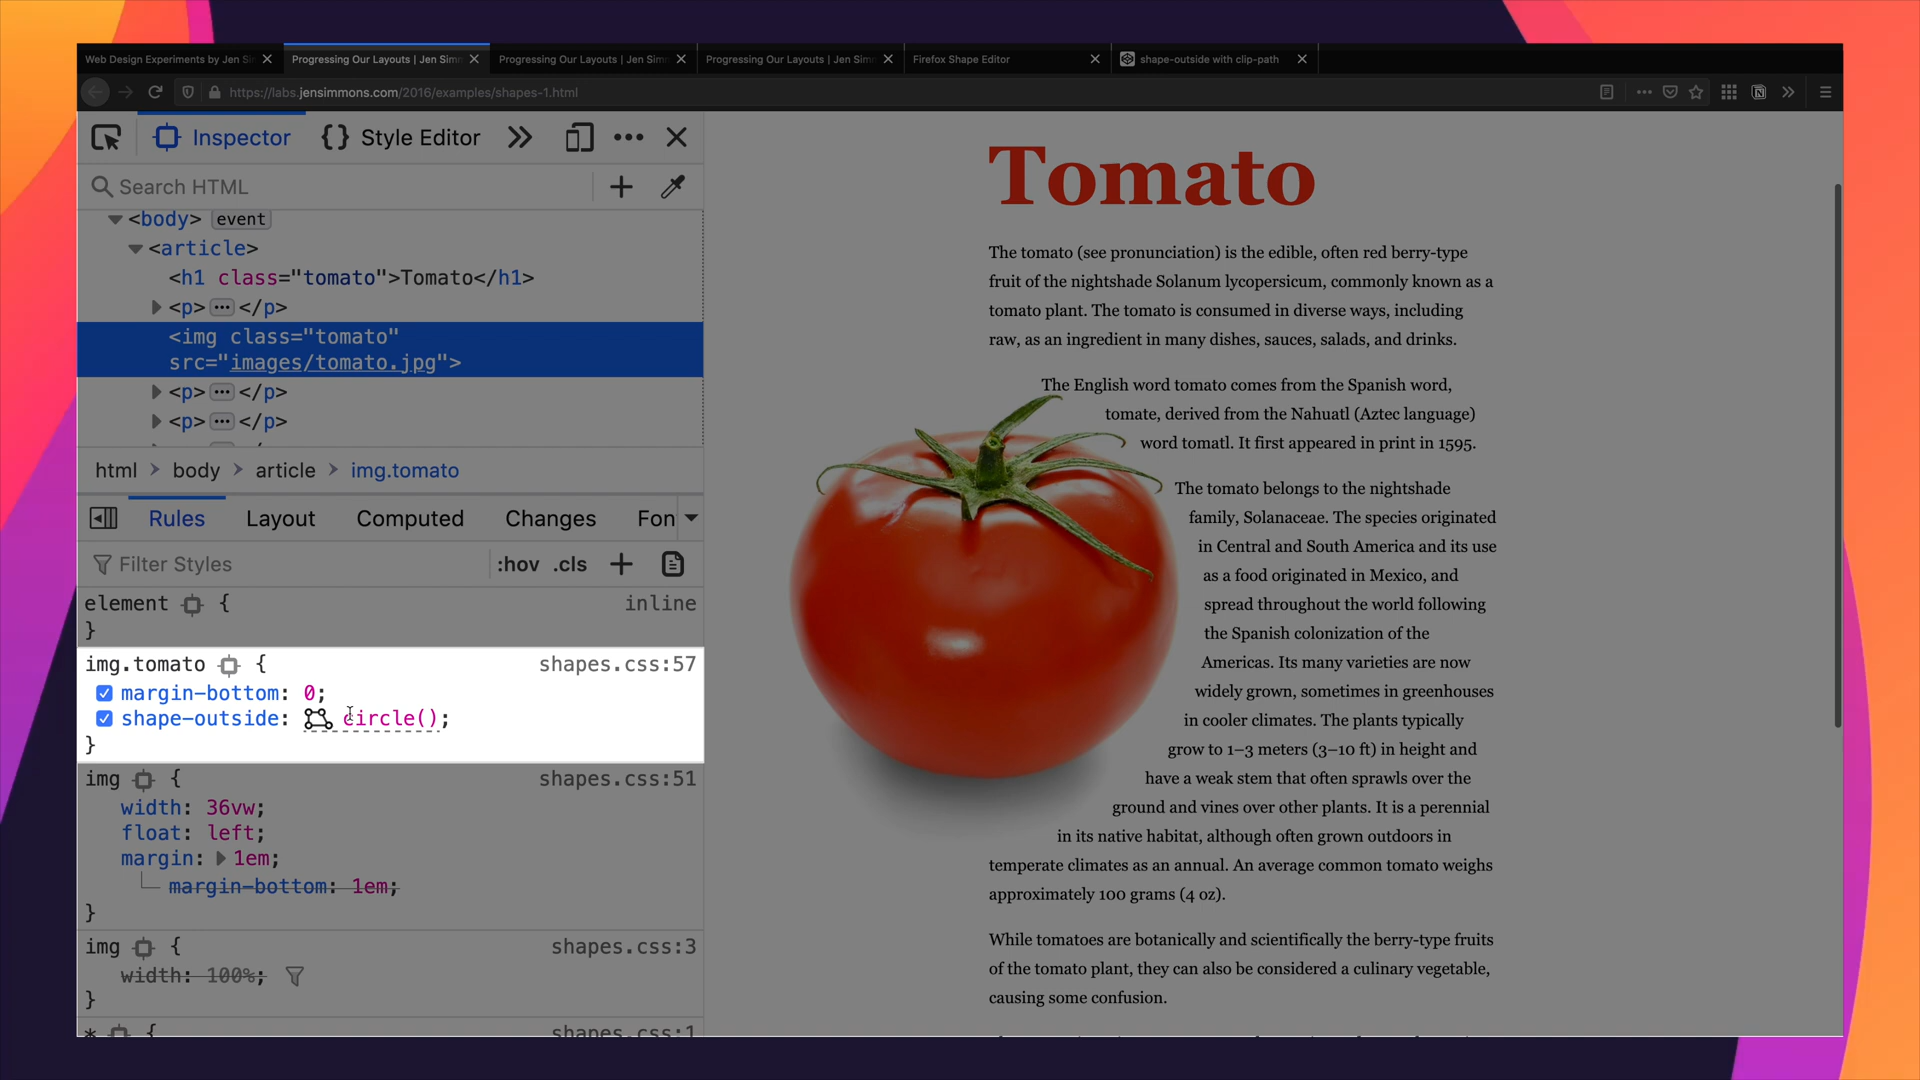 Web Design Experiments by Jen Si
Progressing Our Layouts | Jen Simm
Progressing Our Layouts | Jen Simm
Progressing Our Layouts | Jen Simm
Firefox Shape Editor
shape-outside with clip-path
https://labs.jensimmons.com/2016/examples/shapes-1.html
Inspector
{} Style Editor
Search HTML
<body> event
<article>
<h1 class="tomato">Tomato</h1>
<p> ... </p>
<img class="tomato"
src="images/tomato.jpg">
<p> ... </p>
<p> ... </p>
html > body > article > img.tomato
Rules Layout Computed Changes Fon
Filter Styles
:hov .cls +
element {
inline
}
img.tomato {
shapes.css:57
margin-bottom: 0;
shape-outside: circle();
}
img {
shapes.css:51
width: 36vw;
float: left;
margin: 1em;
margin-bottom: 1em;
}
img {
shapes.css:3
width: 100%;
}
* {
shapes.css:1
Tomato
The tomato (see pronunciation) is the edible, often red berry-type
fruit of the nightshade Solanum lycopersicum, commonly known as a
tomato plant. The tomato is consumed in diverse ways, including
raw, as an ingredient in many dishes, sauces, salads, and drinks.
The English word tomato comes from the Spanish word,
tomate, derived from the Nahuatl (Aztec language)
word tomatl. It first appeared in print in 1595.
The tomato belongs to the nightshade
family, Solanaceae. The species originated
in Central and South America and its use
as a food originated in Mexico, and
spread throughout the world following
the Spanish colonization of the
Americas. Its many varieties are now
widely grown, sometimes in greenhouses
in cooler climates. The plants typically
grow to 1–3 meters (3–10 ft) in height and
have a weak stem that often sprawls over the
ground and vines over other plants. It is a perennial
in its native habitat, although often grown outdoors in
temperate climates as an annual. An average common tomato weighs
approximately 100 grams (4 oz).
While tomatoes are botanically and scientifically the berry-type fruits
of the tomato plant, they can also be considered a culinary vegetable,
causing some confusion.